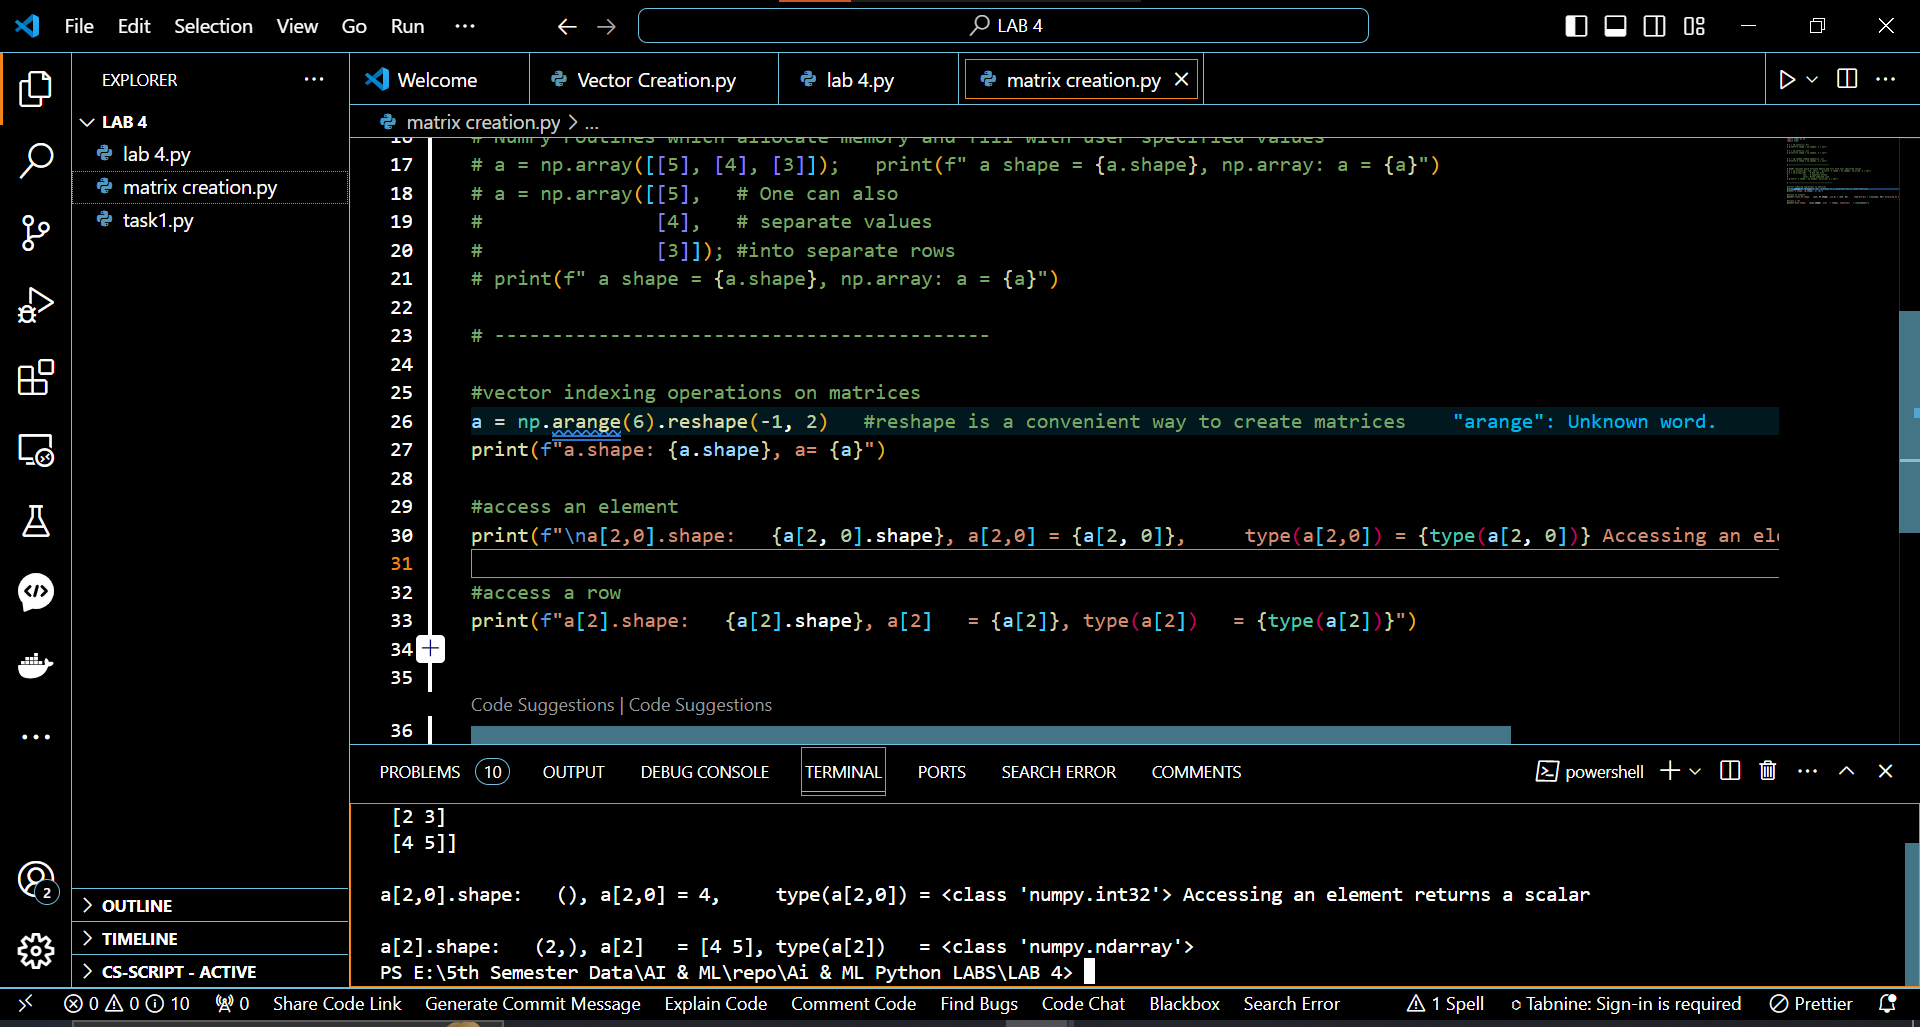 File Edit Selection View Go Run ··· LAB 4
EXPLORER ···
LAB 4
lab 4.py
matrix creation.py
task1.py
OUTLINE
TIMELINE
CS-SCRIPT - ACTIVE
2
Welcome Vector Creation.py lab 4.py matrix creation.py
matrix creation.py > ...
16 # NumPy routines which allocate memory and fill with user specified values
17 # a = np.array([[5], [4], [3]]);   print(f" a shape = {a.shape}, np.array: a = {a}")
18 # a = np.array([[5],   # One can also
19 #               [4],   # separate values
20 #               [3]]); #into separate rows
21 # print(f" a shape = {a.shape}, np.array: a = {a}")
22
23 # -------------------------------------------
24
25 #vector indexing operations on matrices
26 a = np.arange(6).reshape(-1, 2)   #reshape is a convenient way to create matrices    "arange": Unknown word.
27 print(f"a.shape: {a.shape}, a= {a}")
28
29 #access an element
30 print(f"\na[2,0].shape:   {a[2, 0].shape}, a[2,0] = {a[2, 0]},     type(a[2,0]) = {type(a[2, 0])} Accessing an el
31
32 #access a row
33 print(f"a[2].shape:   {a[2].shape}, a[2]   = {a[2]}, type(a[2])   = {type(a[2])}")
34
35
Code Suggestions | Code Suggestions
36
PROBLEMS 10 OUTPUT DEBUG CONSOLE TERMINAL PORTS SEARCH ERROR COMMENTS powershell
[2 3]
[4 5]]
a[2,0].shape:   (), a[2,0] = 4,     type(a[2,0]) = <class 'numpy.int32'> Accessing an element returns a scalar
a[2].shape:   (2,), a[2]   = [4 5], type(a[2])   = <class 'numpy.ndarray'>
PS E:\5th Semester Data\AI & ML\repo\Ai & ML Python LABS\LAB 4>
0 0 10 0 Share Code Link Generate Commit Message Explain Code Comment Code Find Bugs Code Chat Blackbox Search Error 1 Spell Tabnine: Sign-in is required Prettier